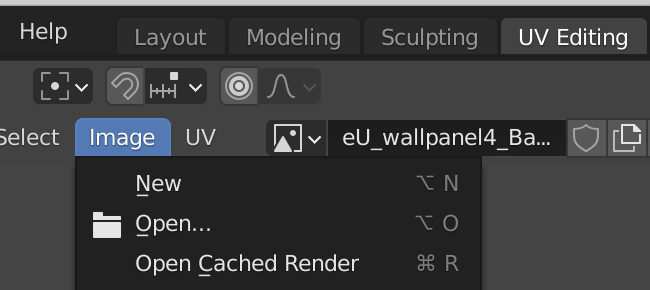 Help Layout Modeling Sculpting UV Editing
Select Image UV eU_wallpanel4_Ba...
New ⌥ N
Open... ⌥ O
Open Cached Render ⌘ R